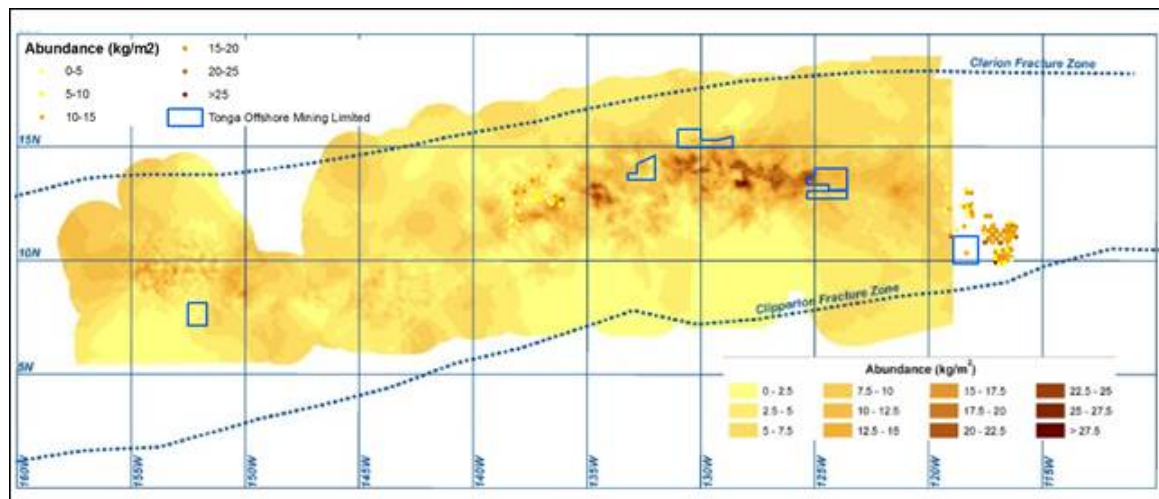 Abundance (kg/m2)
0-5
5-10
10-15
15-20
20-25
>25
Tonga Offshore Mining Limited
Clarion Fracture Zone
15N
10N
5N
Clipparton Fracture Zone
Abundance (kg/m²)
0 - 2.5
2.5 - 5
5 - 7.5
7.5 - 10
10 - 12.5
12.5 - 15
15 - 17.5
17.5 - 20
20 - 22.5
22.5 - 25
25 - 27.5
> 27.5
160W
155W
150W
145W
140W
135W
130W
125W
120W
115W